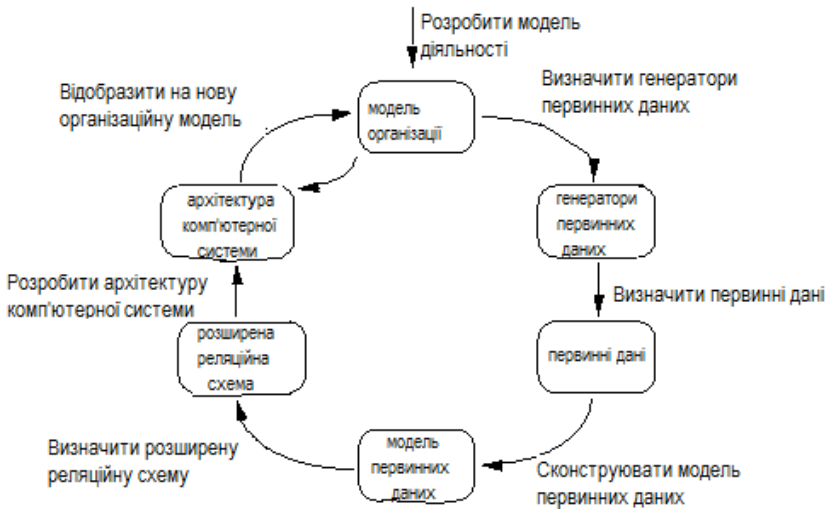 Розробити модель
діяльності
Відобразити на нову
організаційну модель
Визначити генератори
первинних даних
модель
організації
архітектура
комп'ютерної
системи
генератори
первинних
даних
Розробити архітектуру
комп'ютерної системи
Визначити первинні дані
розширена
реляційна
схема
первинні дані
Визначити розширену
реляційну схему
модель
первинних
даних
Сконструювати модель
первинних даних